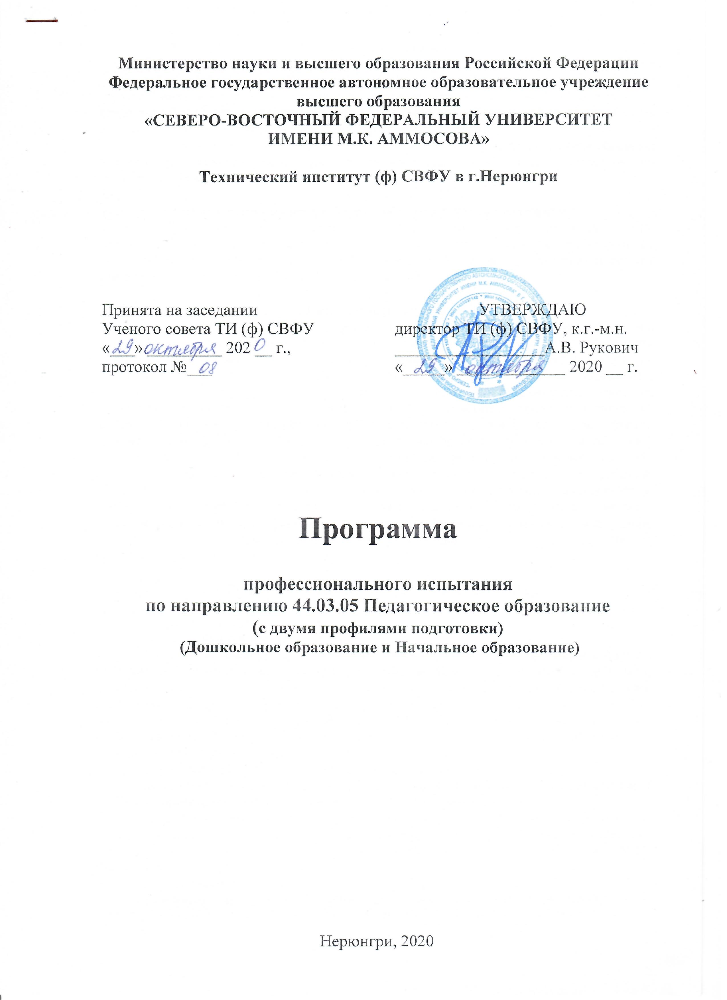 Министерство науки и высшего образования Российской Федерации
Федеральное государственное автономное образовательное учреждение
высшего образования
«СЕВЕРО-ВОСТОЧНЫЙ ФЕДЕРАЛЬНЫЙ УНИВЕРСИТЕТ
ИМЕНИ М.К. АММОСОВА»
Технический институт (ф) СВФУ в г.Нерюнгри
Принята на заседании
Ученого совета ТИ (ф) СВФУ
«29» октября 2020 г.,
протокол № 08
УТВЕРЖДАЮ
директор ТИ (ф) СВФУ, к.г.-м.н.
А.В. Рукович
«29» октября 2020 __ г.
Программа
профессионального испытания
по направлению 44.03.05 Педагогическое образование
(с двумя профилями подготовки)
(Дошкольное образование и Начальное образование)
Нерюнгри, 2020